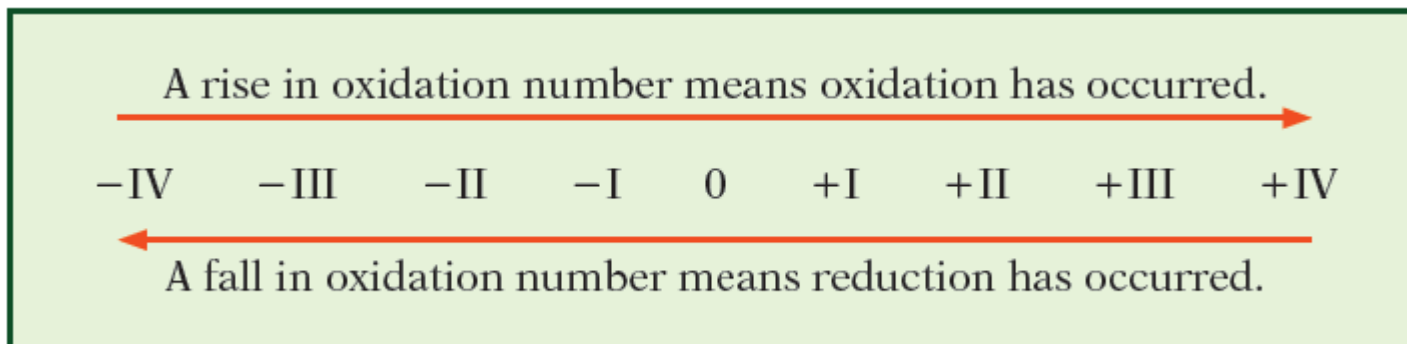 A rise in oxidation number means oxidation has occurred.
−IV −III −II −I 0 +I +II +III +IV
A fall in oxidation number means reduction has occurred.